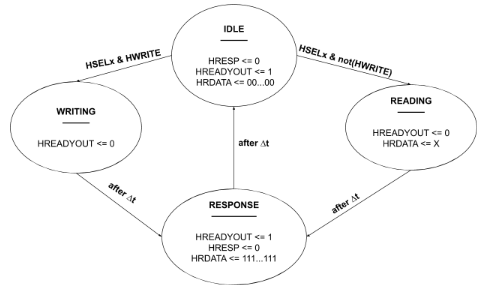 IDLE
HRESP <= 0
HREADYOUT <= 1
HRDATA <= 00...00
HSELx & HWRITE
HSELx & not(HWRITE)
WRITING
HREADYOUT <= 0
READING
HREADYOUT <= 0
HRDATA <= X
after Δt
after Δt
after Δt
RESPONSE
HREADYOUT <= 1
HRESP <= 0
HRDATA <= 111...111